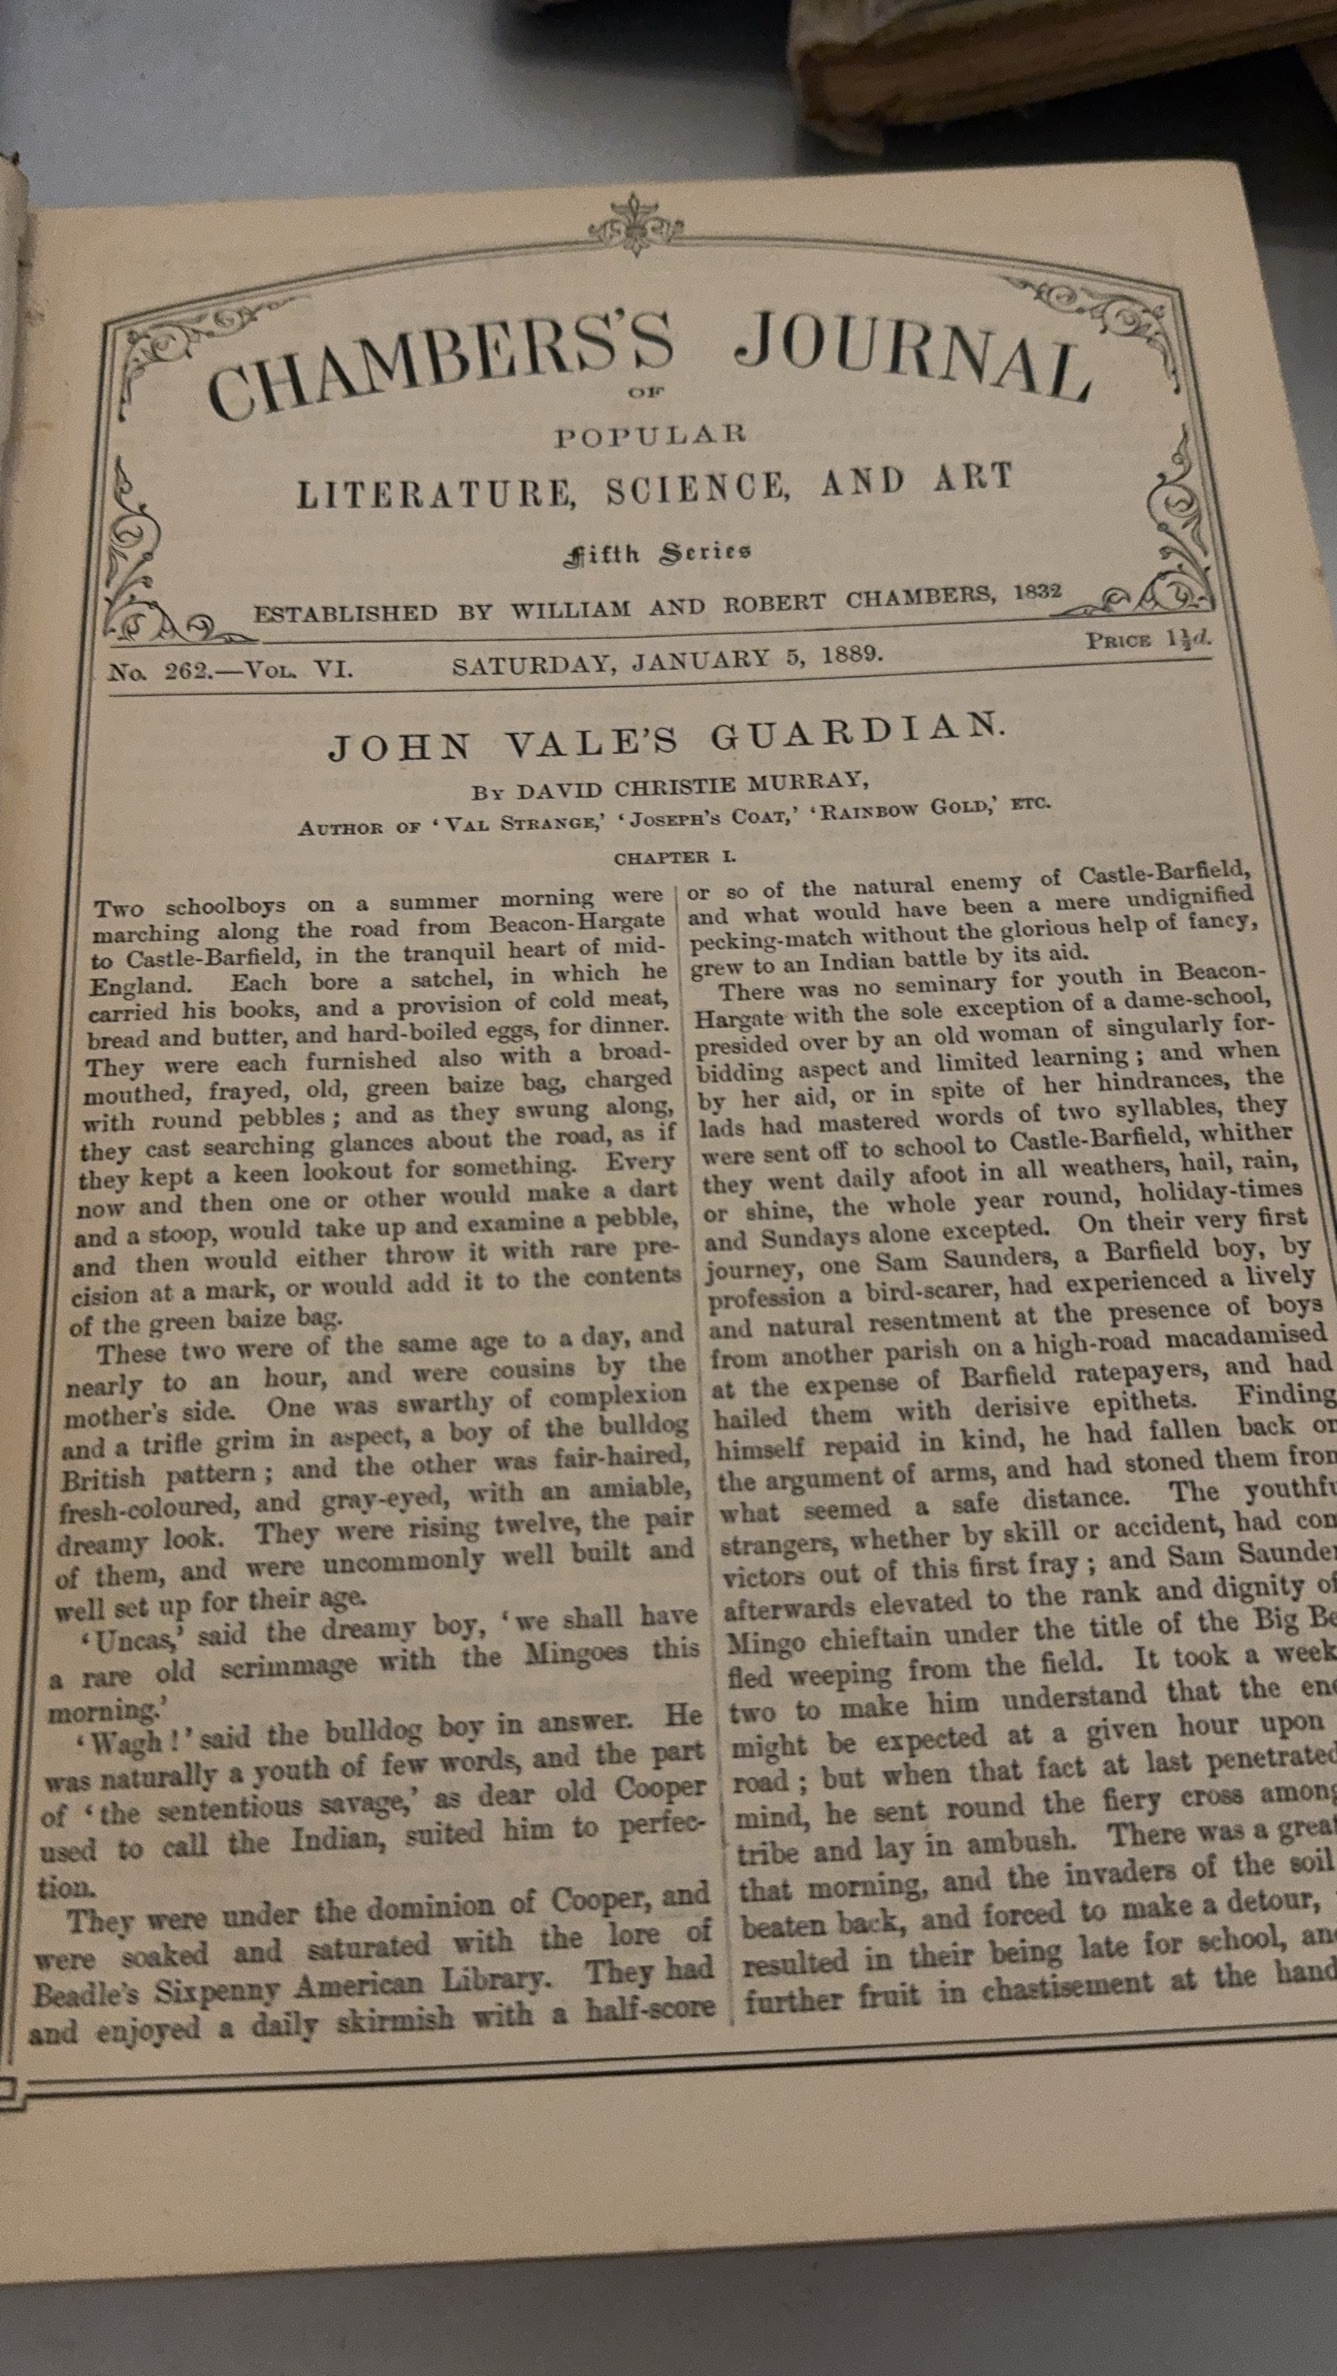 CHAMBERS'S JOURNAL
OF
POPULAR
LITERATURE, SCIENCE, AND ART
Fifth Series
ESTABLISHED BY WILLIAM AND ROBERT CHAMBERS, 1832
No. 262.—Vol. VI. SATURDAY, JANUARY 5, 1889. Price 1½d.
JOHN VALE'S GUARDIAN.
By DAVID CHRISTIE MURRAY,
Author of ‘Val Strange,’ ‘Joseph's Coat,’ ‘Rainbow Gold,’ etc.
CHAPTER I.
Two schoolboys on a summer morning were
marching along the road from Beacon-Hargate
to Castle-Barfield, in the tranquil heart of mid-
England. Each bore a satchel, in which he
carried his books, and a provision of cold meat,
bread and butter, and hard-boiled eggs, for dinner.
They were each furnished also with a broad-
mouthed, frayed, old, green baize bag, charged
with round pebbles; and as they swung along,
they cast searching glances about the road, as if
they kept a keen lookout for something. Every
now and then one or other would make a dart
and a stoop, would take up and examine a pebble,
and then would either throw it with rare pre-
cision at a mark, or would add it to the contents
of the green baize bag.
These two were of the same age to a day, and
nearly to an hour, and were cousins by the
mother's side. One was swarthy of complexion
and a trifle grim in aspect, a boy of the bulldog
British pattern; and the other was fair-haired,
fresh-coloured, and gray-eyed, with an amiable,
dreamy look. They were rising twelve, the pair
of them, and were uncommonly well built and
well set up for their age.
‘Uncas,’ said the dreamy boy, ‘we shall have
a rare old scrimmage with the Mingoes this
morning.’
‘Wagh!’ said the bulldog boy in answer. He
was naturally a youth of few words, and the part
of ‘the sententious savage,’ as dear old Cooper
used to call the Indian, suited him to perfec-
tion.
They were under the dominion of Cooper, and
were soaked and saturated with the lore of
Beadle's Sixpenny American Library. They had
and enjoyed a daily skirmish with a half-score
or so of the natural enemy of Castle-Barfield,
and what would have been a mere undignified
pecking-match without the glorious help of fancy,
grew to an Indian battle by its aid.
There was no seminary for youth in Beacon-
Hargate with the sole exception of a dame-school,
presided over by an old woman of singularly for-
bidding aspect and limited learning; and when
by her aid, or in spite of her hindrances, the
lads had mastered words of two syllables, they
were sent off to school to Castle-Barfield, whither
they went daily afoot in all weathers, hail, rain,
or shine, the whole year round, holiday-times
and Sundays alone excepted. On their very first
journey, one Sam Saunders, a Barfield boy, by
profession a bird-scarer, had experienced a lively
and natural resentment at the presence of boys
from another parish on a high-road macadamised
at the expense of Barfield ratepayers, and had
hailed them with derisive epithets. Finding
himself repaid in kind, he had fallen back on
the argument of arms, and had stoned them from
what seemed a safe distance. The youthfu
strangers, whether by skill or accident, had com
victors out of this first fray; and Sam Saunder
afterwards elevated to the rank and dignity of
Mingo chieftain under the title of the Big Be
fled weeping from the field. It took a week
two to make him understand that the ene
might be expected at a given hour upon
road; but when that fact at last penetrated
mind, he sent round the fiery cross among
tribe and lay in ambush. There was a great
that morning, and the invaders of the soil
beaten back, and forced to make a detour,
resulted in their being late for school, an
further fruit in chastisement at the hand